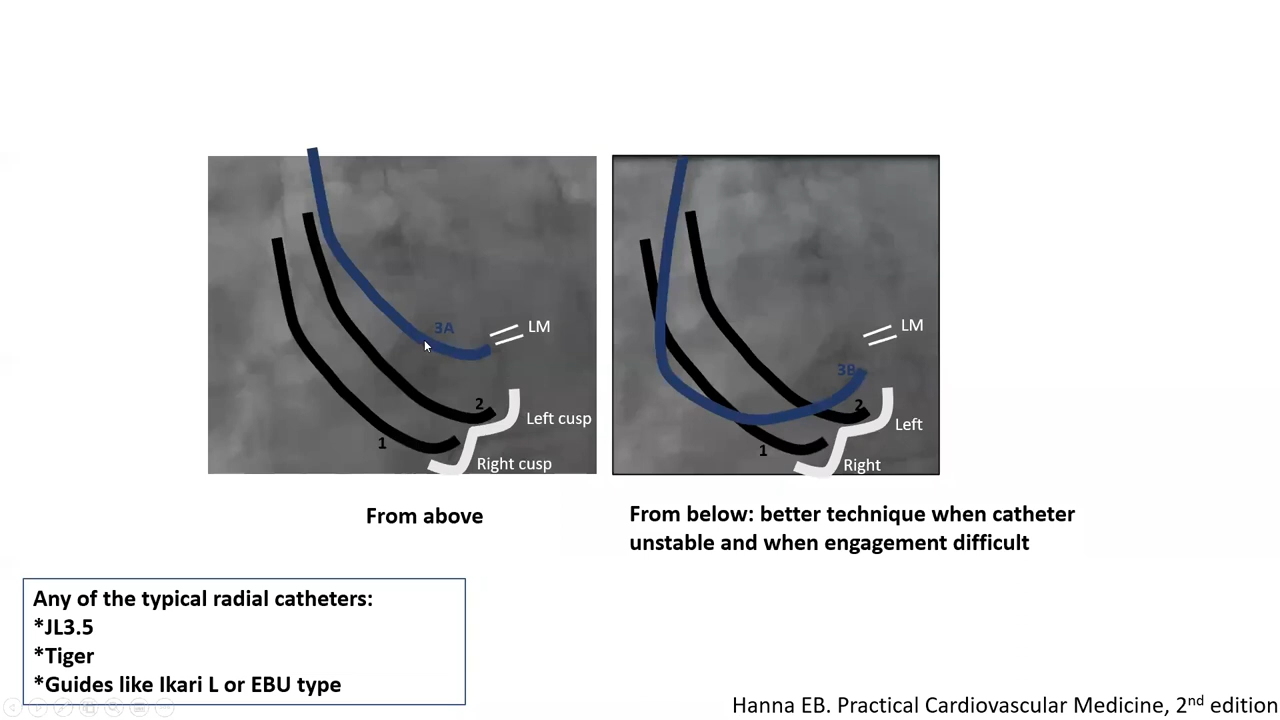 3A
LM
2
Left cusp
1
Right cusp
LM
3B
2
Left
1
Right
From above
From below: better technique when catheter
unstable and when engagement difficult
Any of the typical radial catheters:
*JL3.5
*Tiger
*Guides like Ikari L or EBU type
Hanna EB. Practical Cardiovascular Medicine, 2nd edition